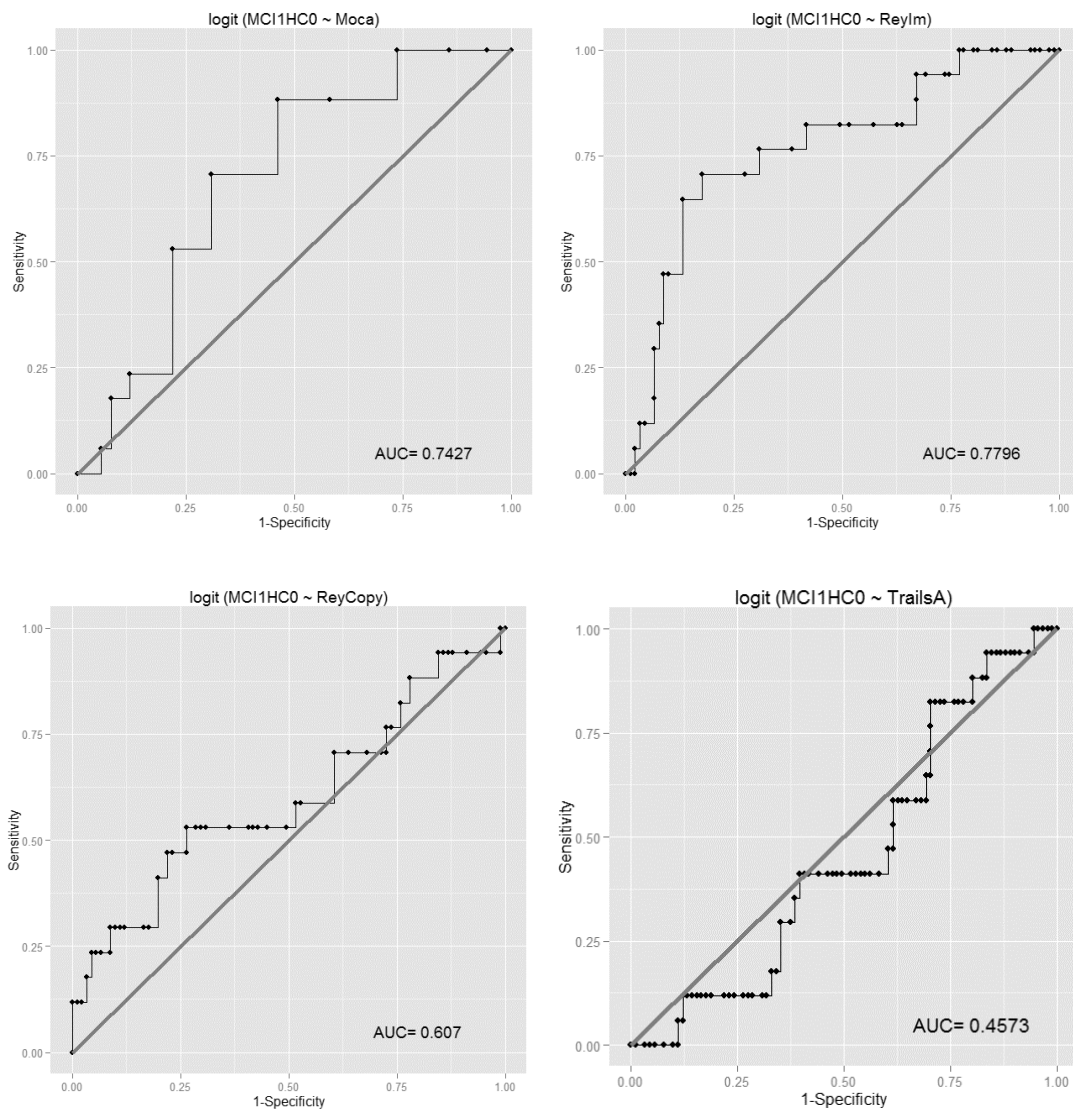 logit (MCI1HC0 ~ Moca)
1.00
0.75
0.50
0.25
0.00
Sensitivity
AUC= 0.7427
0.00 0.25 0.50 0.75 1.00
1-Specificity
logit (MCI1HC0 ~ ReyIm)
1.00
0.75
0.50
0.25
0.00
Sensitivity
AUC= 0.7796
0.00 0.25 0.50 0.75 1.00
1-Specificity
logit (MCI1HC0 ~ ReyCopy)
1.00
0.75
0.50
0.25
0.00
Sensitivity
AUC= 0.607
0.00 0.25 0.50 0.75 1.00
1-Specificity
logit (MCI1HC0 ~ TrailsA)
1.00
0.75
0.50
0.25
0.00
Sensitivity
AUC= 0.4573
0.00 0.25 0.50 0.75 1.00
1-Specificity